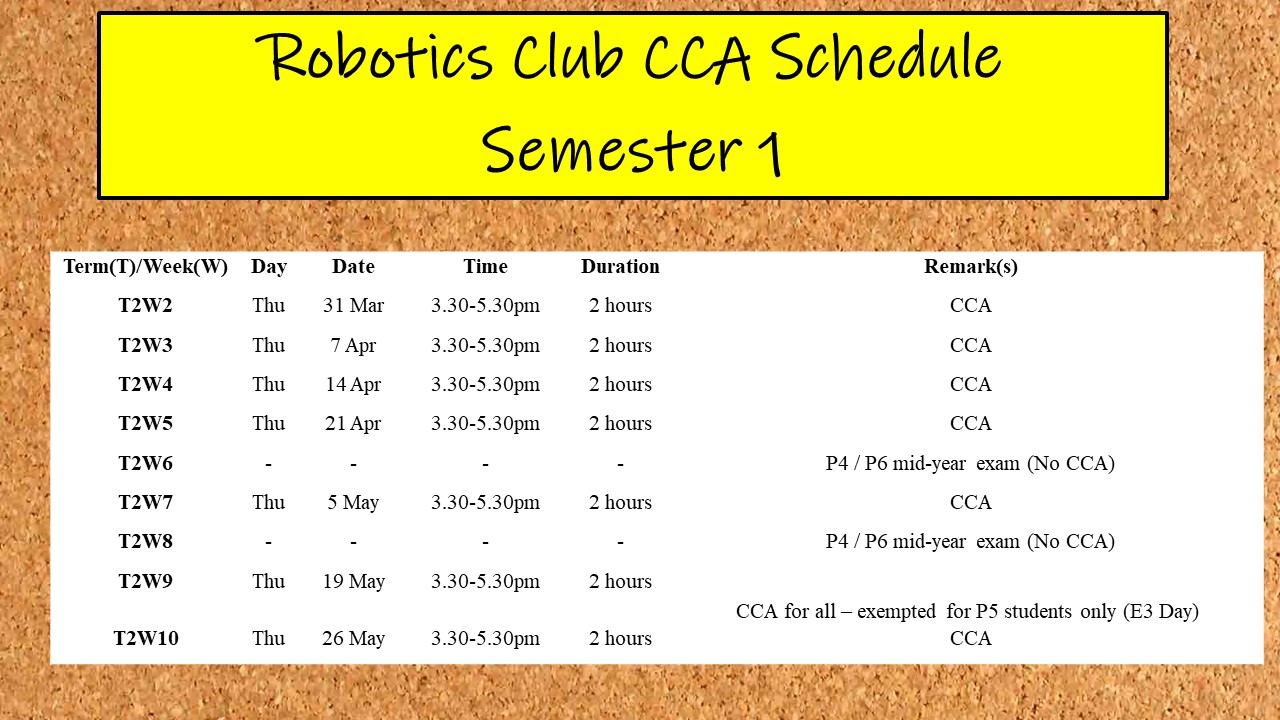 Robotics Club CCA Schedule
Semester 1
Term(T)/Week(W) Day Date Time Duration Remark(s)
T2W2 Thu 31 Mar 3.30-5.30pm 2 hours CCA
T2W3 Thu 7 Apr 3.30-5.30pm 2 hours CCA
T2W4 Thu 14 Apr 3.30-5.30pm 2 hours CCA
T2W5 Thu 21 Apr 3.30-5.30pm 2 hours CCA
T2W6 - - - - P4 / P6 mid-year exam (No CCA)
T2W7 Thu 5 May 3.30-5.30pm 2 hours CCA
T2W8 - - - - P4 / P6 mid-year exam (No CCA)
T2W9 Thu 19 May 3.30-5.30pm 2 hours
CCA for all – exempted for P5 students only (E3 Day)
T2W10 Thu 26 May 3.30-5.30pm 2 hours CCA